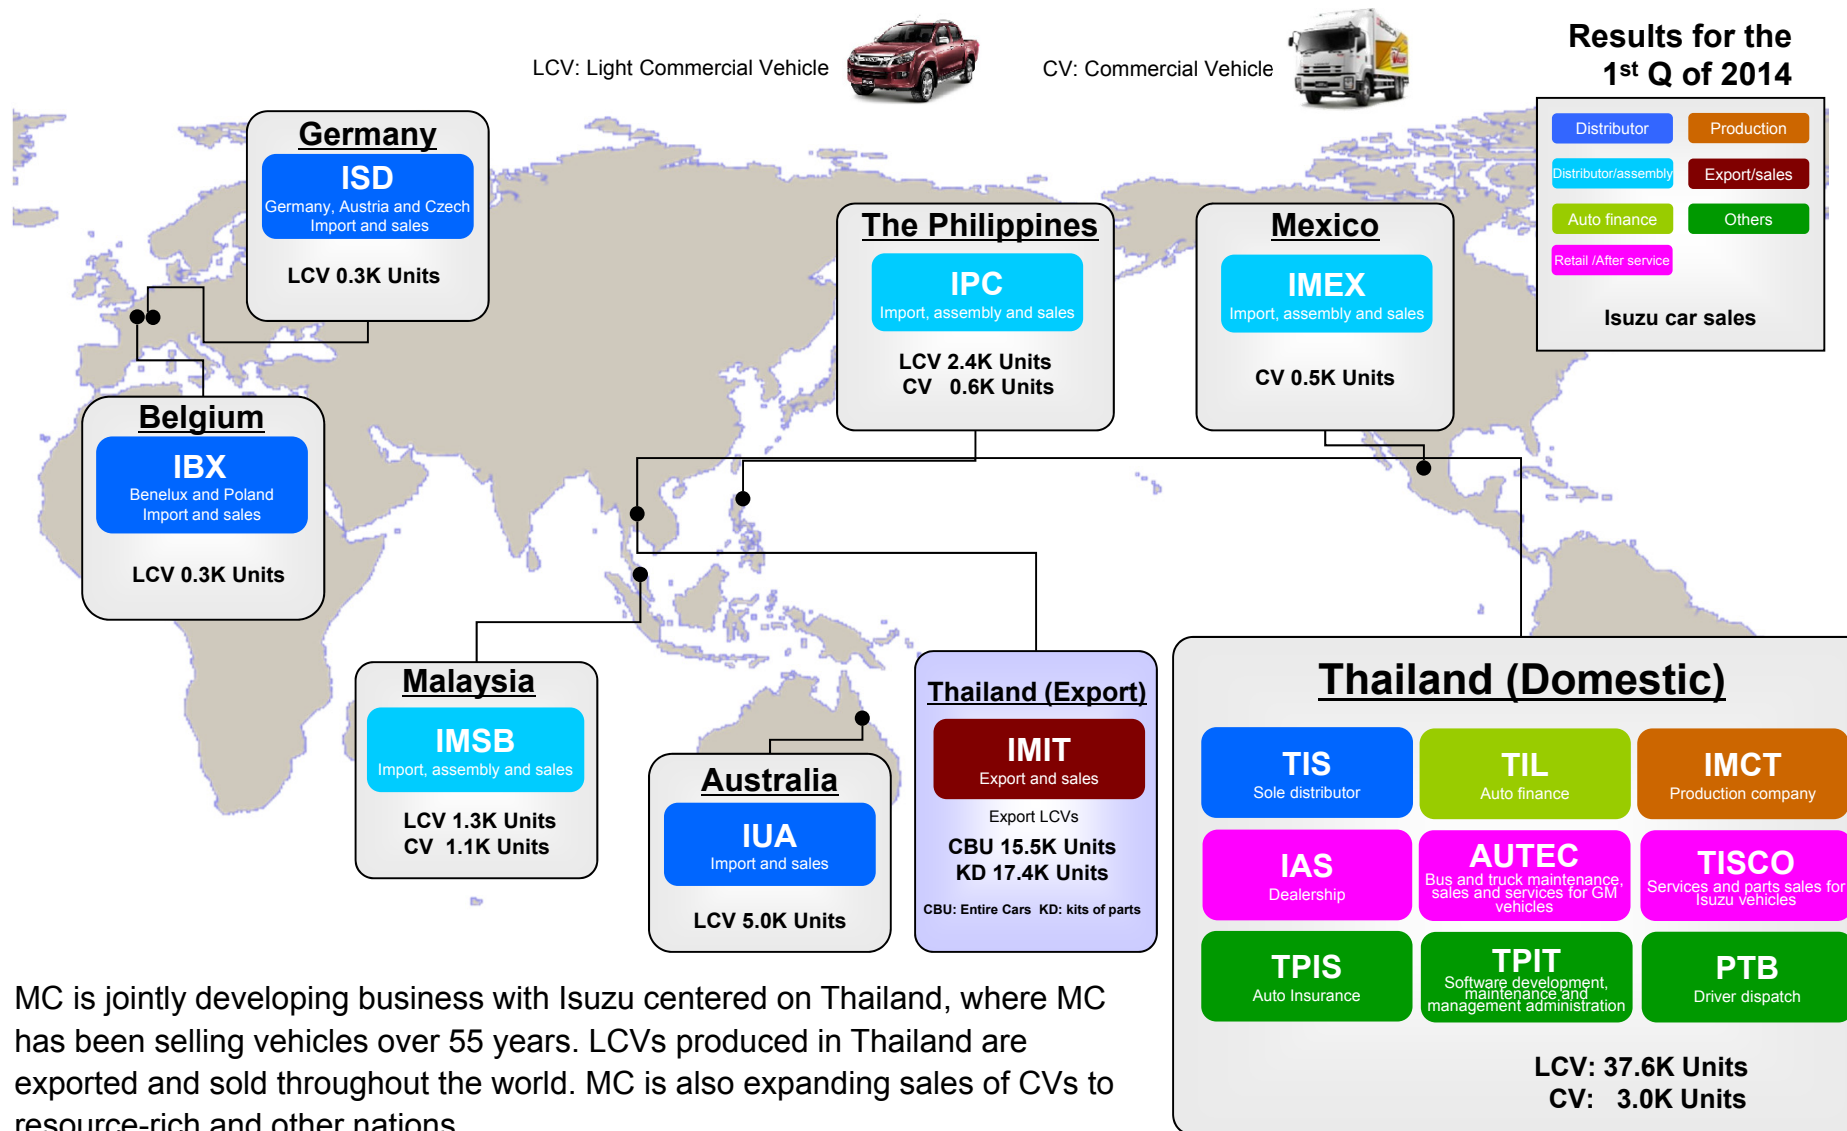 LCV: Light Commercial Vehicle
CV: Commercial Vehicle
Results for the
1st Q of 2014
Distributor
Production
Distributor/assembly
Export/sales
Auto finance
Others
Retail /After service
Isuzu car sales
Germany
ISD
Germany, Austria and Czech
Import and sales
LCV 0.3K Units
The Philippines
IPC
Import, assembly and sales
LCV 2.4K Units
CV 0.6K Units
Mexico
IMEX
Import, assembly and sales
CV 0.5K Units
Belgium
IBX
Benelux and Poland
Import and sales
LCV 0.3K Units
Malaysia
IMSB
Import, assembly and sales
LCV 1.3K Units
CV 1.1K Units
Australia
IUA
Import and sales
LCV 5.0K Units
Thailand (Export)
IMIT
Export and sales
Export LCVs
CBU 15.5K Units
KD 17.4K Units
CBU: Entire Cars KD: kits of parts
Thailand (Domestic)
TIS
Sole distributor
TIL
Auto finance
IMCT
Production company
IAS
Dealership
AUTEC
Bus and truck maintenance,
sales and services for GM
vehicles
TISCO
Services and parts sales for
Isuzu vehicles
TPIS
Auto Insurance
TPIT
Software development,
maintenance and
management administration
PTB
Driver dispatch
LCV: 37.6K Units
CV: 3.0K Units
MC is jointly developing business with Isuzu centered on Thailand, where MC
has been selling vehicles over 55 years. LCVs produced in Thailand are
exported and sold throughout the world. MC is also expanding sales of CVs to
resource-rich and other nations